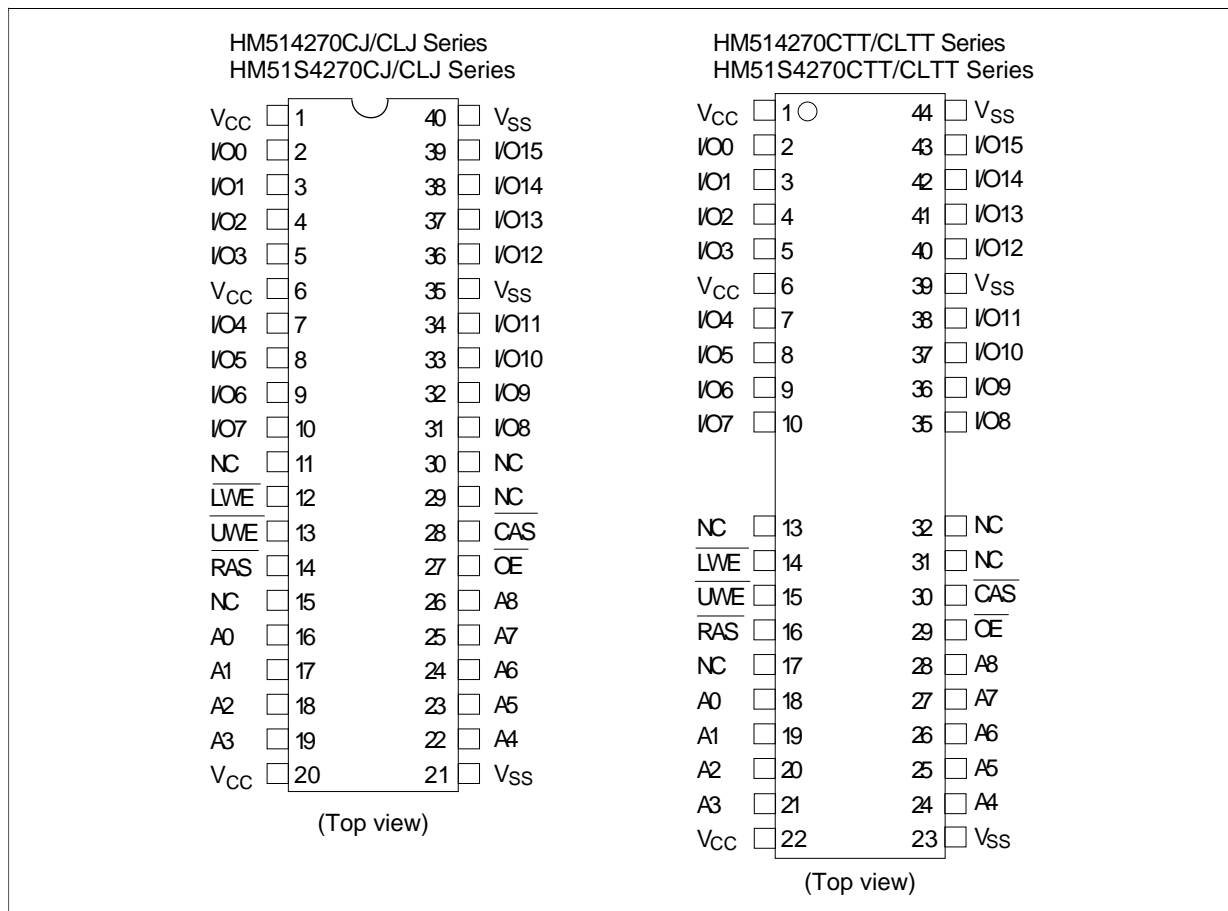 HM514270CJ/CLJ Series
HM51S4270CJ/CLJ Series
VCC 1 40 VSS
I/O0 2 39 I/O15
I/O1 3 38 I/O14
I/O2 4 37 I/O13
I/O3 5 36 I/O12
VCC 6 35 VSS
I/O4 7 34 I/O11
I/O5 8 33 I/O10
I/O6 9 32 I/O9
I/O7 10 31 I/O8
NC 11 30 NC
LWE 12 29 NC
UWE 13 28 CAS
RAS 14 27 OE
NC 15 26 A8
A0 16 25 A7
A1 17 24 A6
A2 18 23 A5
A3 19 22 A4
VCC 20 21 VSS
(Top view)
HM514270CTT/CLTT Series
HM51S4270CTT/CLTT Series
VCC 1 44 VSS
I/O0 2 43 I/O15
I/O1 3 42 I/O14
I/O2 4 41 I/O13
I/O3 5 40 I/O12
VCC 6 39 VSS
I/O4 7 38 I/O11
I/O5 8 37 I/O10
I/O6 9 36 I/O9
I/O7 10 35 I/O8
NC 13 32 NC
LWE 14 31 NC
UWE 15 30 CAS
RAS 16 29 OE
NC 17 28 A8
A0 18 27 A7
A1 19 26 A6
A2 20 25 A5
A3 21 24 A4
VCC 22 23 VSS
(Top view)